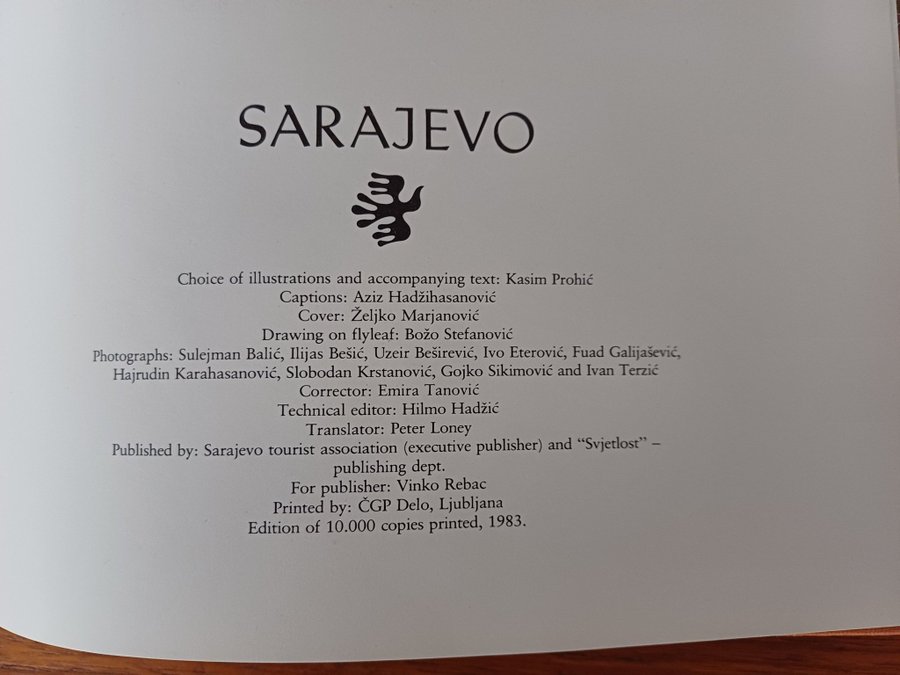 SARAJEVO
Choice of illustrations and accompanying text: Kasim Prohić
Captions: Aziz Hadžihasanović
Cover: Željko Marjanović
Drawing on flyleaf: Božo Stefanović
Photographs: Sulejman Balić, Ilijas Bešić, Uzeir Beširević, Ivo Eterović, Fuad Galijašević,
Hajrudin Karahasanović, Slobodan Krstanović, Gojko Sikimović and Ivan Terzić
Corrector: Emira Tanović
Technical editor: Hilmo Hadžić
Translator: Peter Loney
Published by: Sarajevo tourist association (executive publisher) and “Svjetlost” –
publishing dept.
For publisher: Vinko Rebac
Printed by: ČGP Delo, Ljubljana
Edition of 10.000 copies printed, 1983.